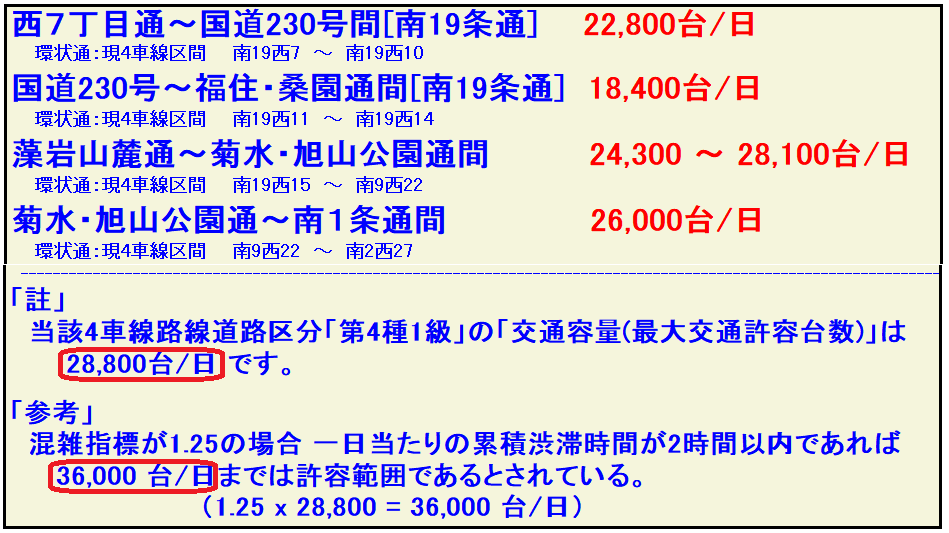 西７丁目通～国道230号間[南19条通] 22,800台/日
環状通：現4車線区間 南19西7 ～ 南19西10
国道230号～福住・桑園通間[南19条通] 18,400台/日
環状通：現4車線区間 南19西11 ～ 南19西14
藻岩山麓通～菊水・旭山公園通間 24,300 ～ 28,100台/日
環状通：現4車線区間 南19西15 ～ 南9西22
菊水・旭山公園通～南１条通間 26,000台/日
環状通：現4車線区間 南9西22 ～ 南2西27
「註」
当該4車線路線道路区分「第4種1級」の「交通容量(最大交通許容台数)」は
28,800台/日 です。
「参考」
混雑指標が1.25の場合 一日当たりの累積渋滞時間が2時間以内であれば
36,000 台/日までは許容範囲であるとされている。
（1.25 x 28,800 = 36,000 台/日）